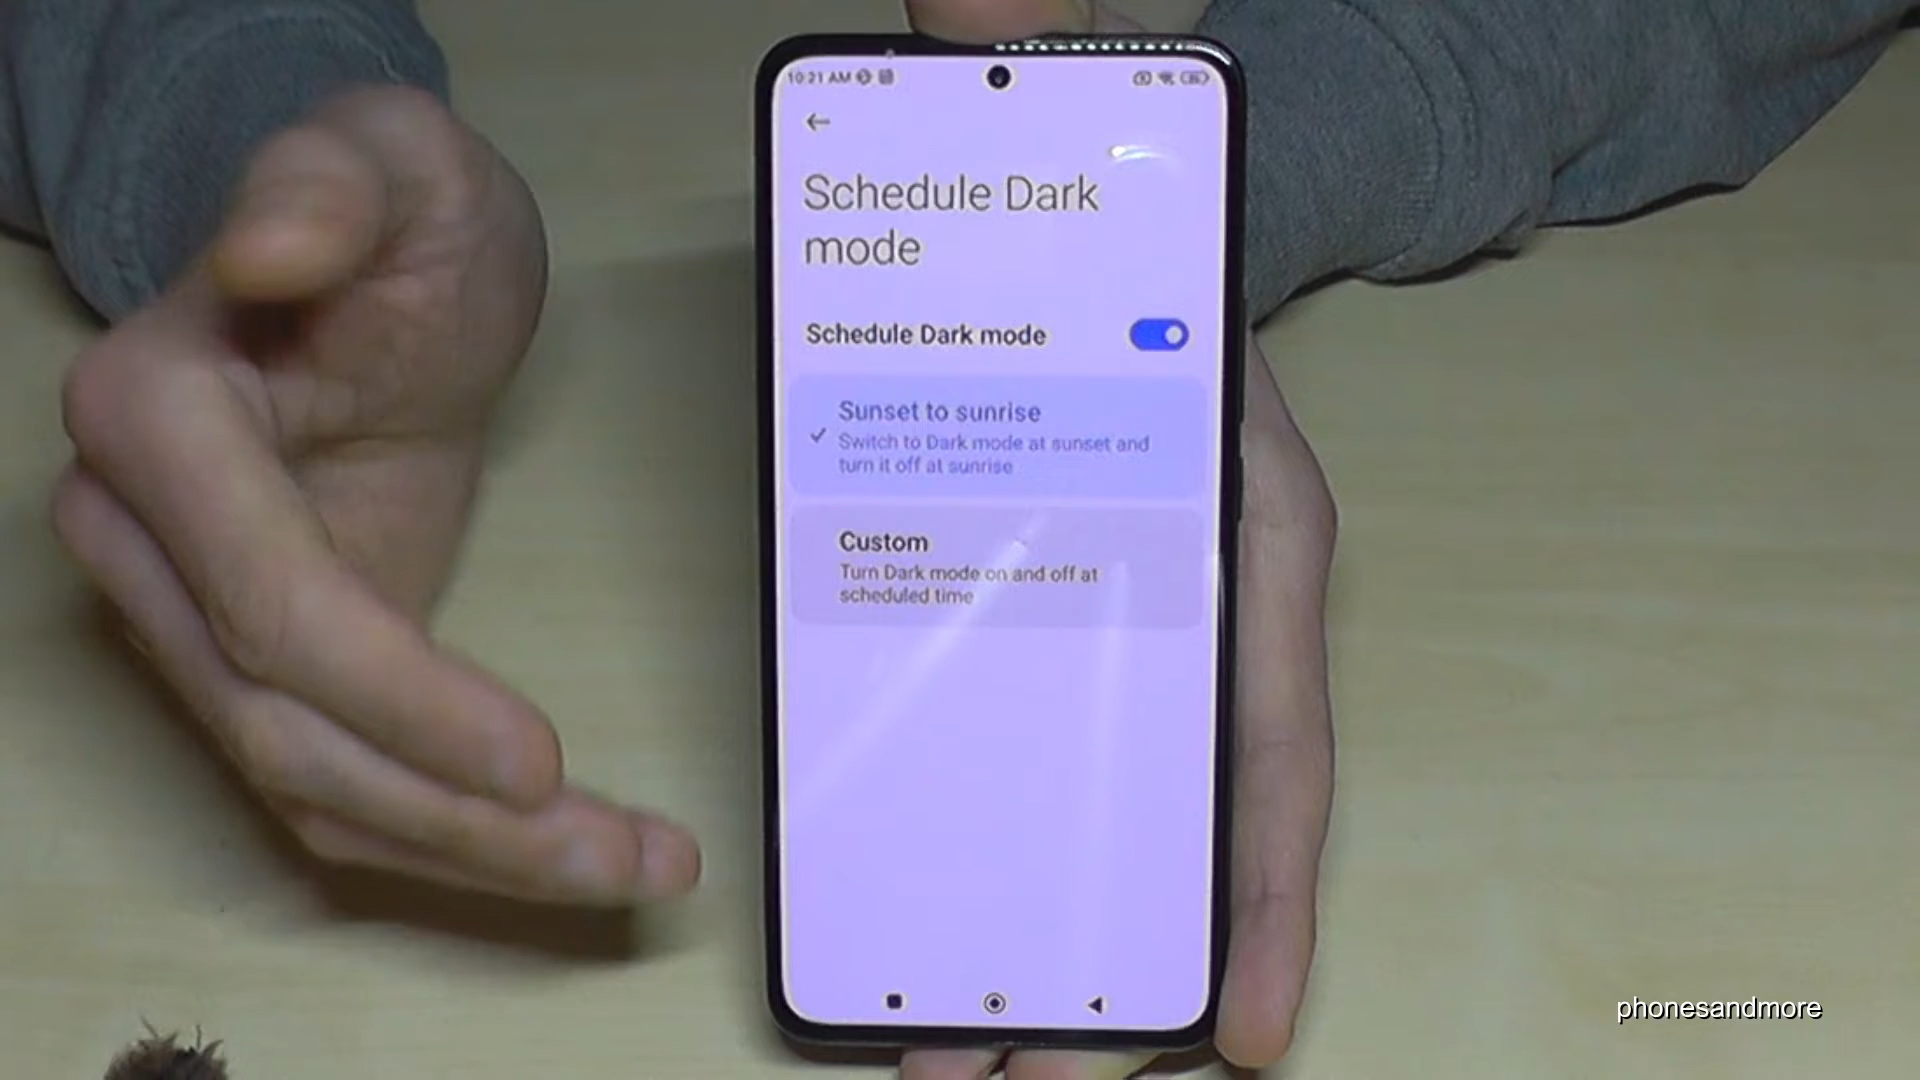 10:21 AM
Schedule Dark
mode
Schedule Dark mode
Sunset to sunrise
Switch to Dark mode at sunset and
turn it off at sunrise
Custom
Turn Dark mode on and off at
scheduled time
phonesandmore